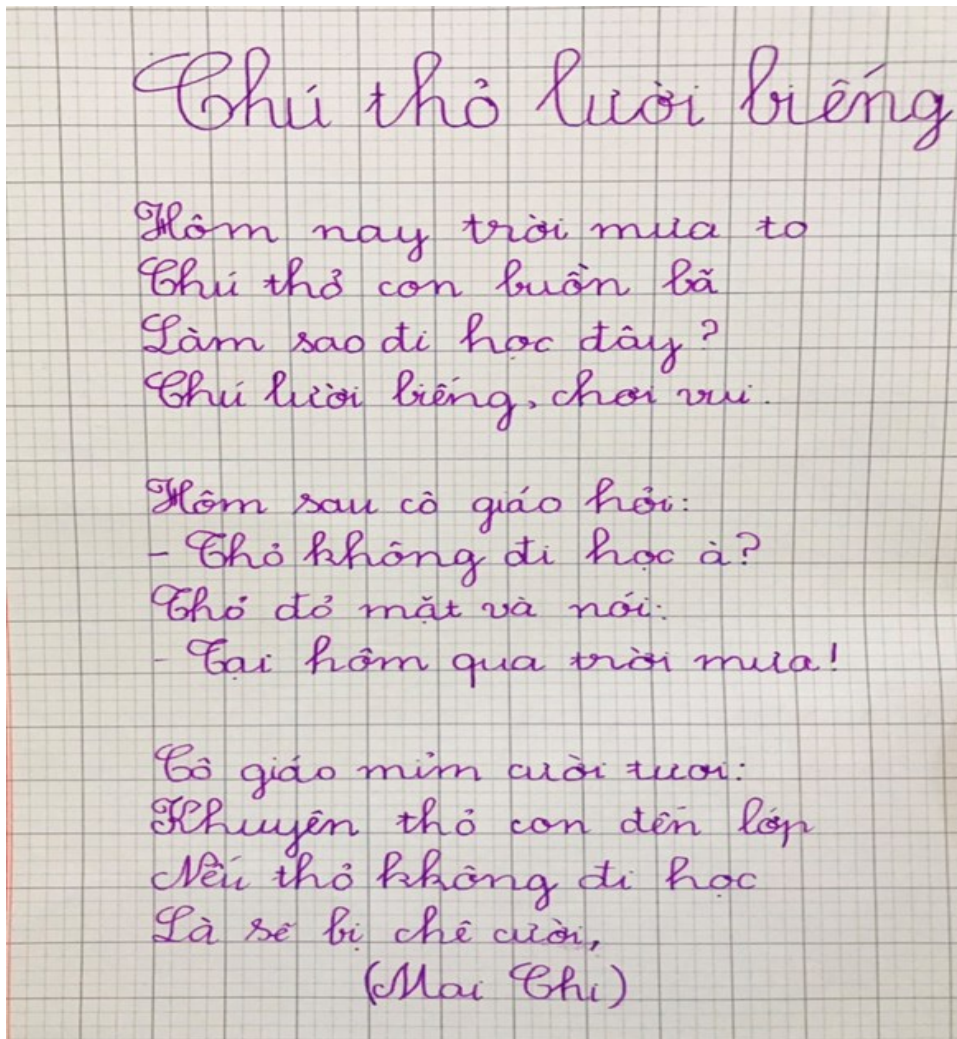 Chú thỏ lười biếng
Hôm nay trời mưa to
Chú thỏ con buồn bã
Làm sao đi học đây?
Chú lười biếng, chơi vui.
Hôm sau cô giáo hỏi:
- Thỏ không đi học à?
Thỏ đỏ mặt và nói:
- Tại hôm qua trời mưa!
Cô giáo mỉm cười tươi:
Khuyên thỏ con đến lớp
Nếu thỏ không đi học
Là sẽ bị chê cười,
(Mai Chi)